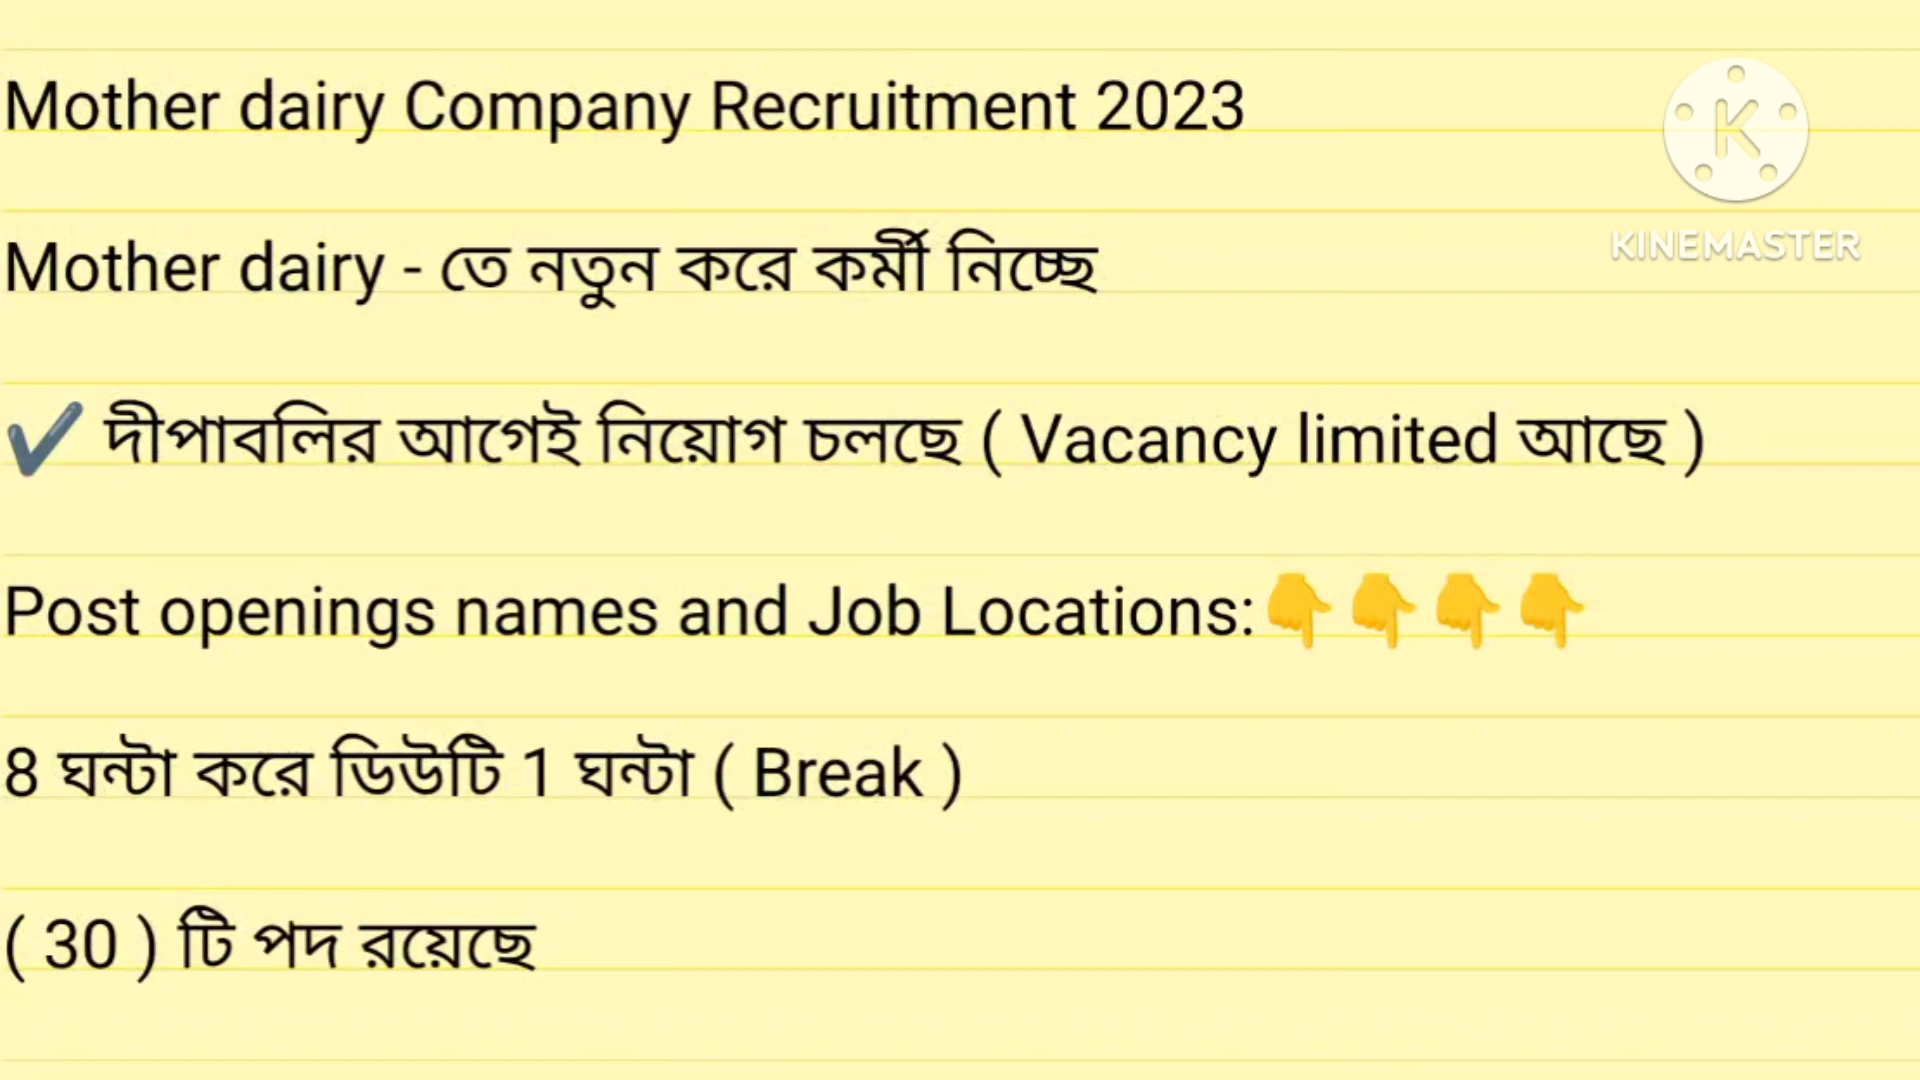 Mother dairy Company Recruitment 2023
K
KINEMASTER
Mother dairy - তে নতুন করে কর্মী নিচ্ছে
✔ দীপাবলির আগেই নিয়োগ চলছে ( Vacancy limited আছে )
Post openings names and Job Locations:👇👇👇👇
8 ঘন্টা করে ডিউটি 1 ঘন্টা ( Break )
( 30 ) টি পদ রয়েছে